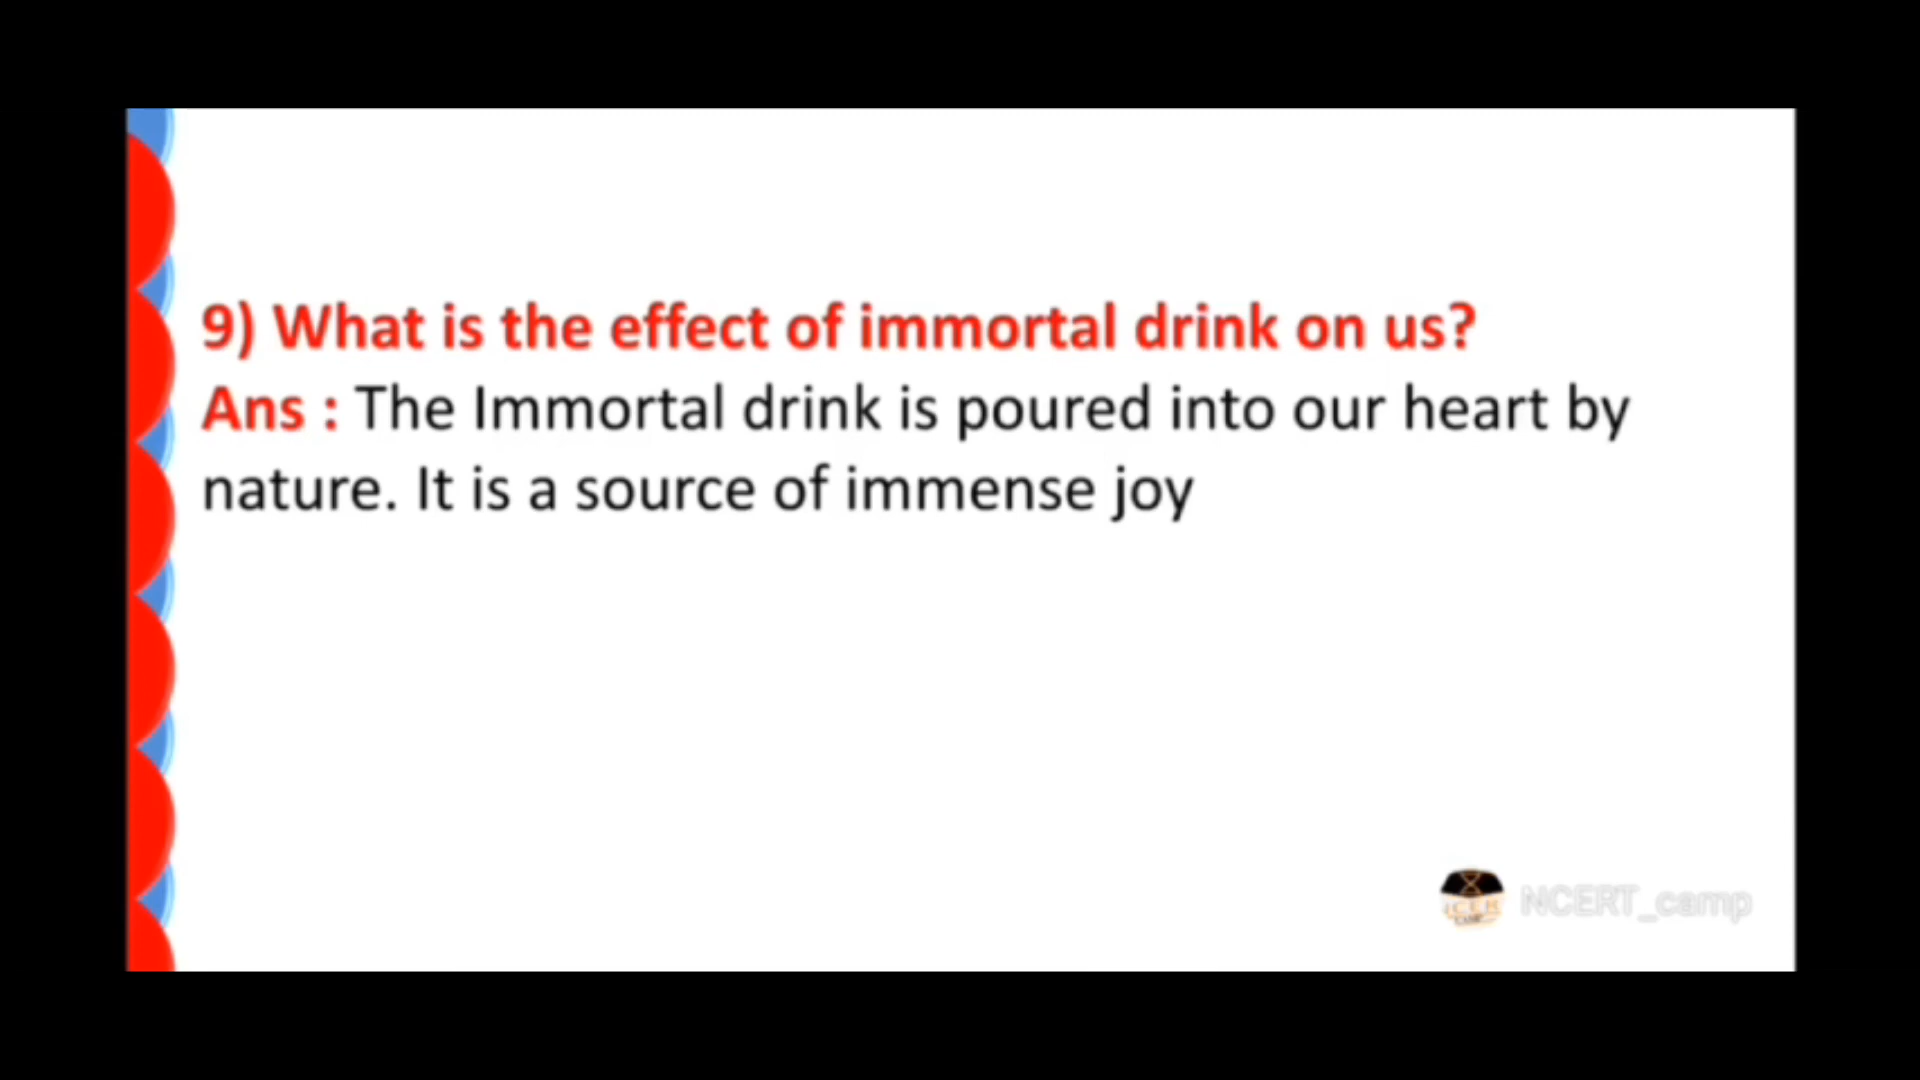 9) What is the effect of immortal drink on us?
Ans : The Immortal drink is poured into our heart by
nature. It is a source of immense joy
NCERT_camp